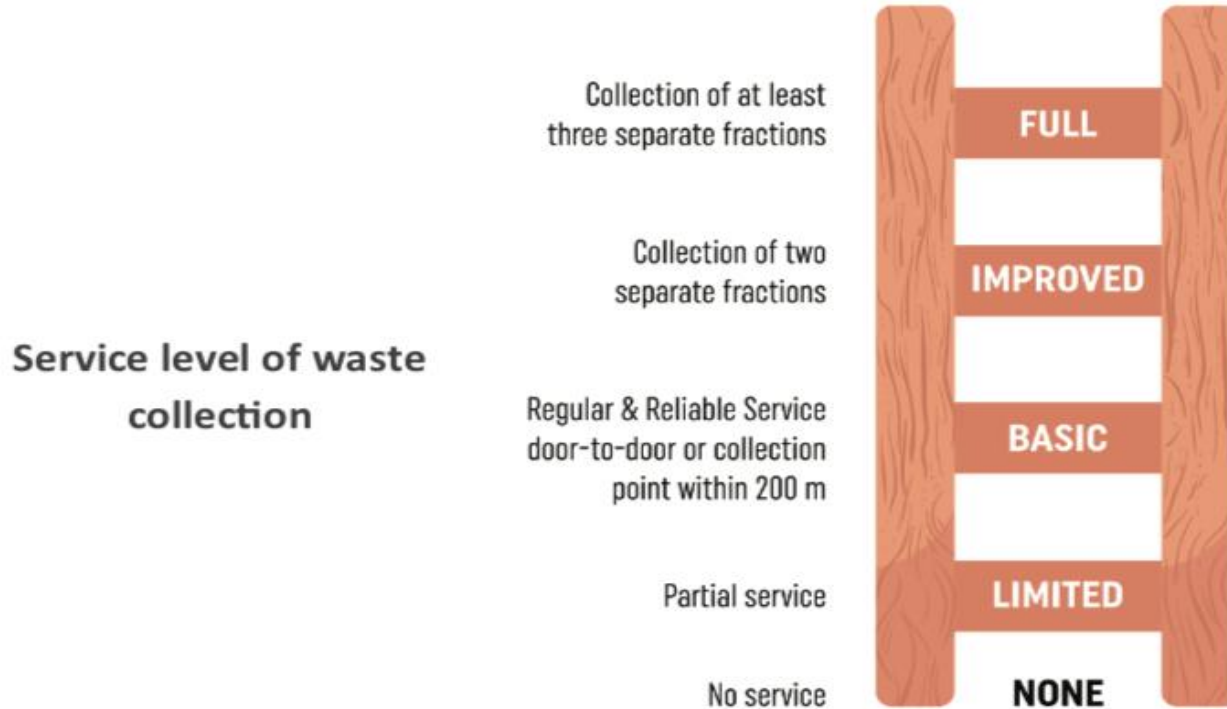 Service level of waste
collection
Collection of at least
three separate fractions
FULL
Collection of two
separate fractions
IMPROVED
Regular & Reliable Service
door-to-door or collection
point within 200 m
BASIC
Partial service
LIMITED
No service
NONE